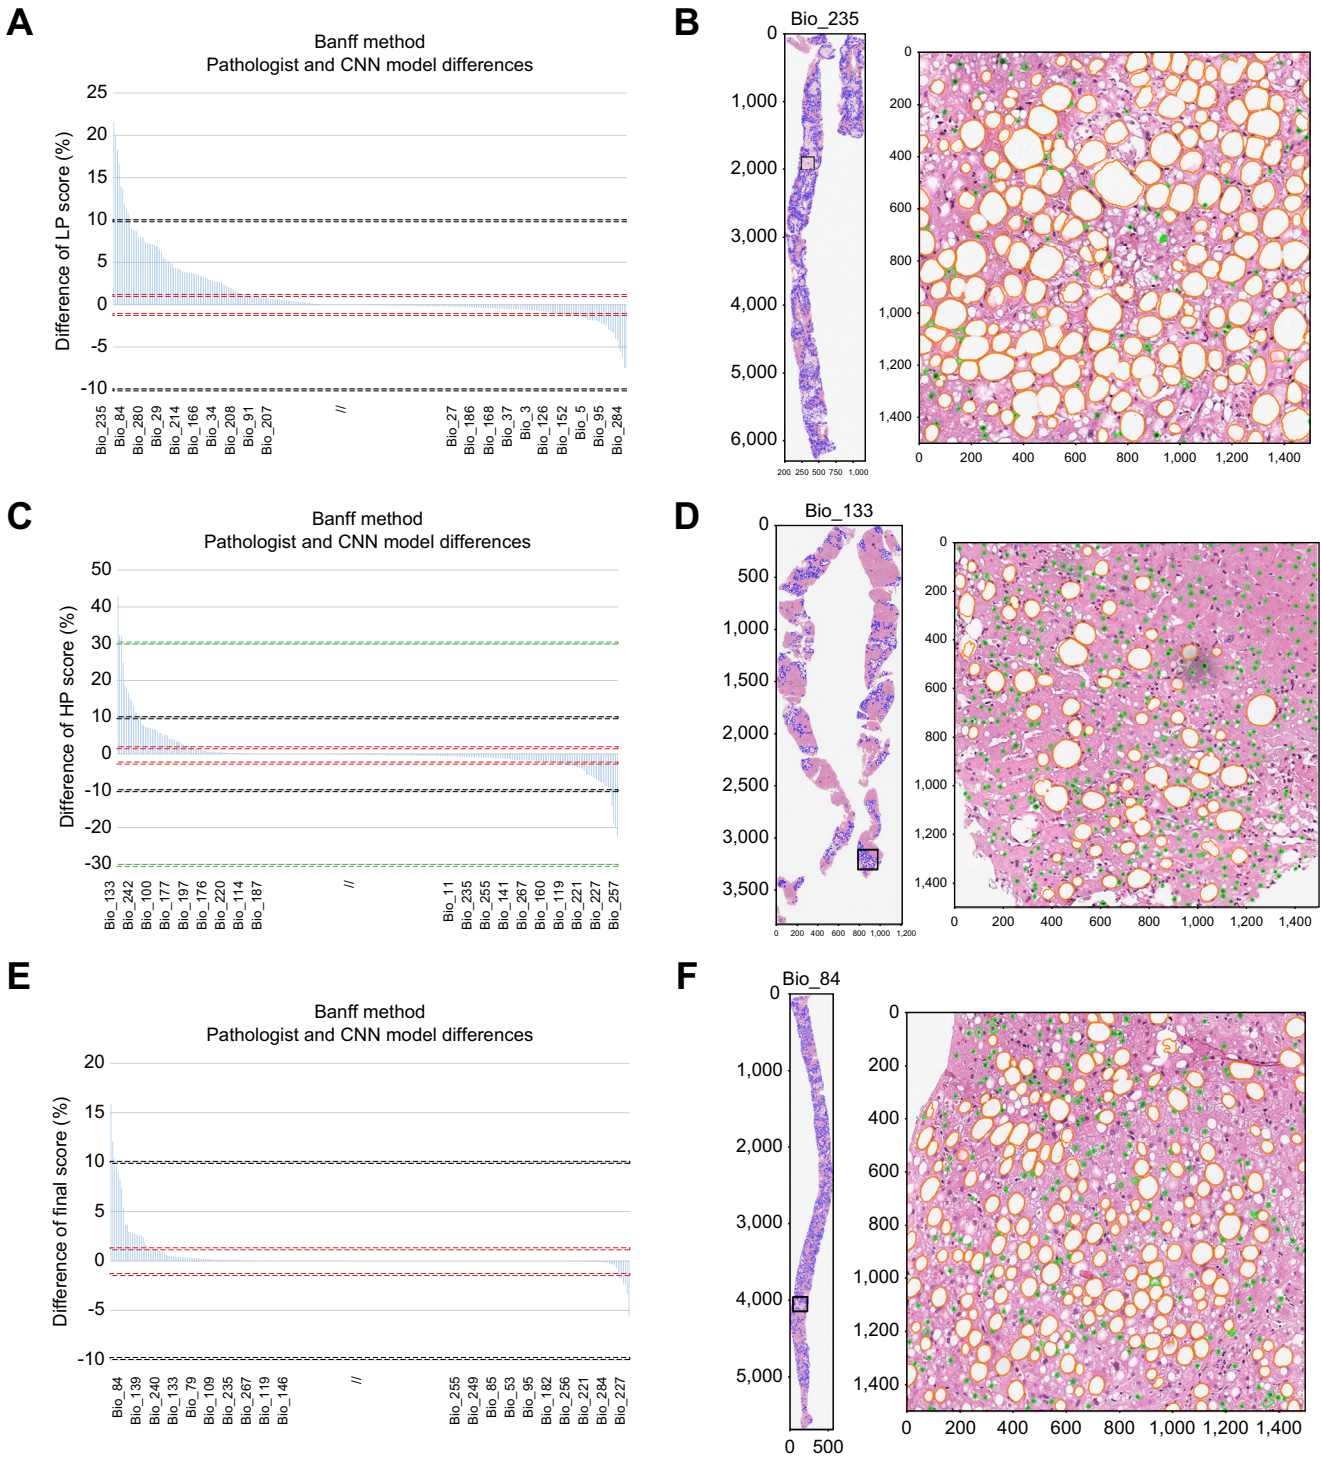 A
Banff method
Pathologist and CNN model differences
Difference of LP score (%)
25
20
15
10
5
0
-5
-10
Bio_235
Bio_84
Bio_280
Bio_29
Bio_214
Bio_166
Bio_34
Bio_208
Bio_91
Bio_207
//
Bio_27
Bio_186
Bio_168
Bio_37
Bio_3
Bio_126
Bio_152
Bio_5
Bio_95
Bio_284
B
Bio_235
0
1,000
2,000
3,000
4,000
5,000
6,000
200 250 500 750 1,000
0
200
400
600
800
1,000
1,200
1,400
0 200 400 600 800 1,000 1,200 1,400
C
Banff method
Pathologist and CNN model differences
Difference of HP score (%)
50
40
30
20
10
0
-10
-20
-30
Bio_133
Bio_242
Bio_100
Bio_177
Bio_197
Bio_176
Bio_220
Bio_114
Bio_187
//
Bio_11
Bio_235
Bio_255
Bio_141
Bio_267
Bio_160
Bio_119
Bio_221
Bio_227
Bio_257
D
Bio_133
0
500
1,000
1,500
2,000
2,500
3,000
3,500
0 200 400 600 800 1,000 1,200
0
200
400
600
800
1,000
1,200
1,400
0 200 400 600 800 1,000 1,200 1,400
E
Banff method
Pathologist and CNN model differences
Difference of final score (%)
20
15
10
5
0
-5
-10
Bio_84
Bio_139
Bio_240
Bio_133
Bio_79
Bio_109
Bio_235
Bio_267
Bio_119
Bio_146
//
Bio_255
Bio_249
Bio_85
Bio_53
Bio_95
Bio_182
Bio_256
Bio_221
Bio_284
Bio_227
F
Bio_84
0
1,000
2,000
3,000
4,000
5,000
0 500
0
200
400
600
800
1,000
1,200
1,400
0 200 400 600 800 1,000 1,200 1,400